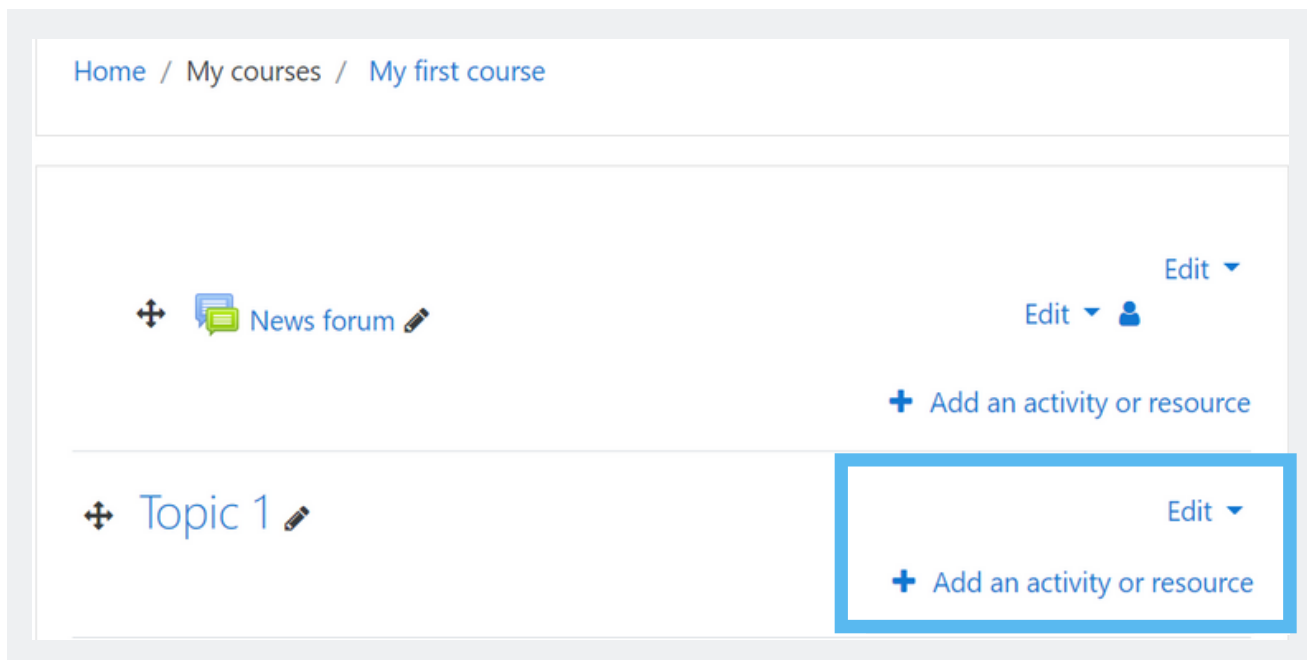 Home / My courses / My first course
Edit
News forum Edit
+ Add an activity or resource
Topic 1 Edit
+ Add an activity or resource